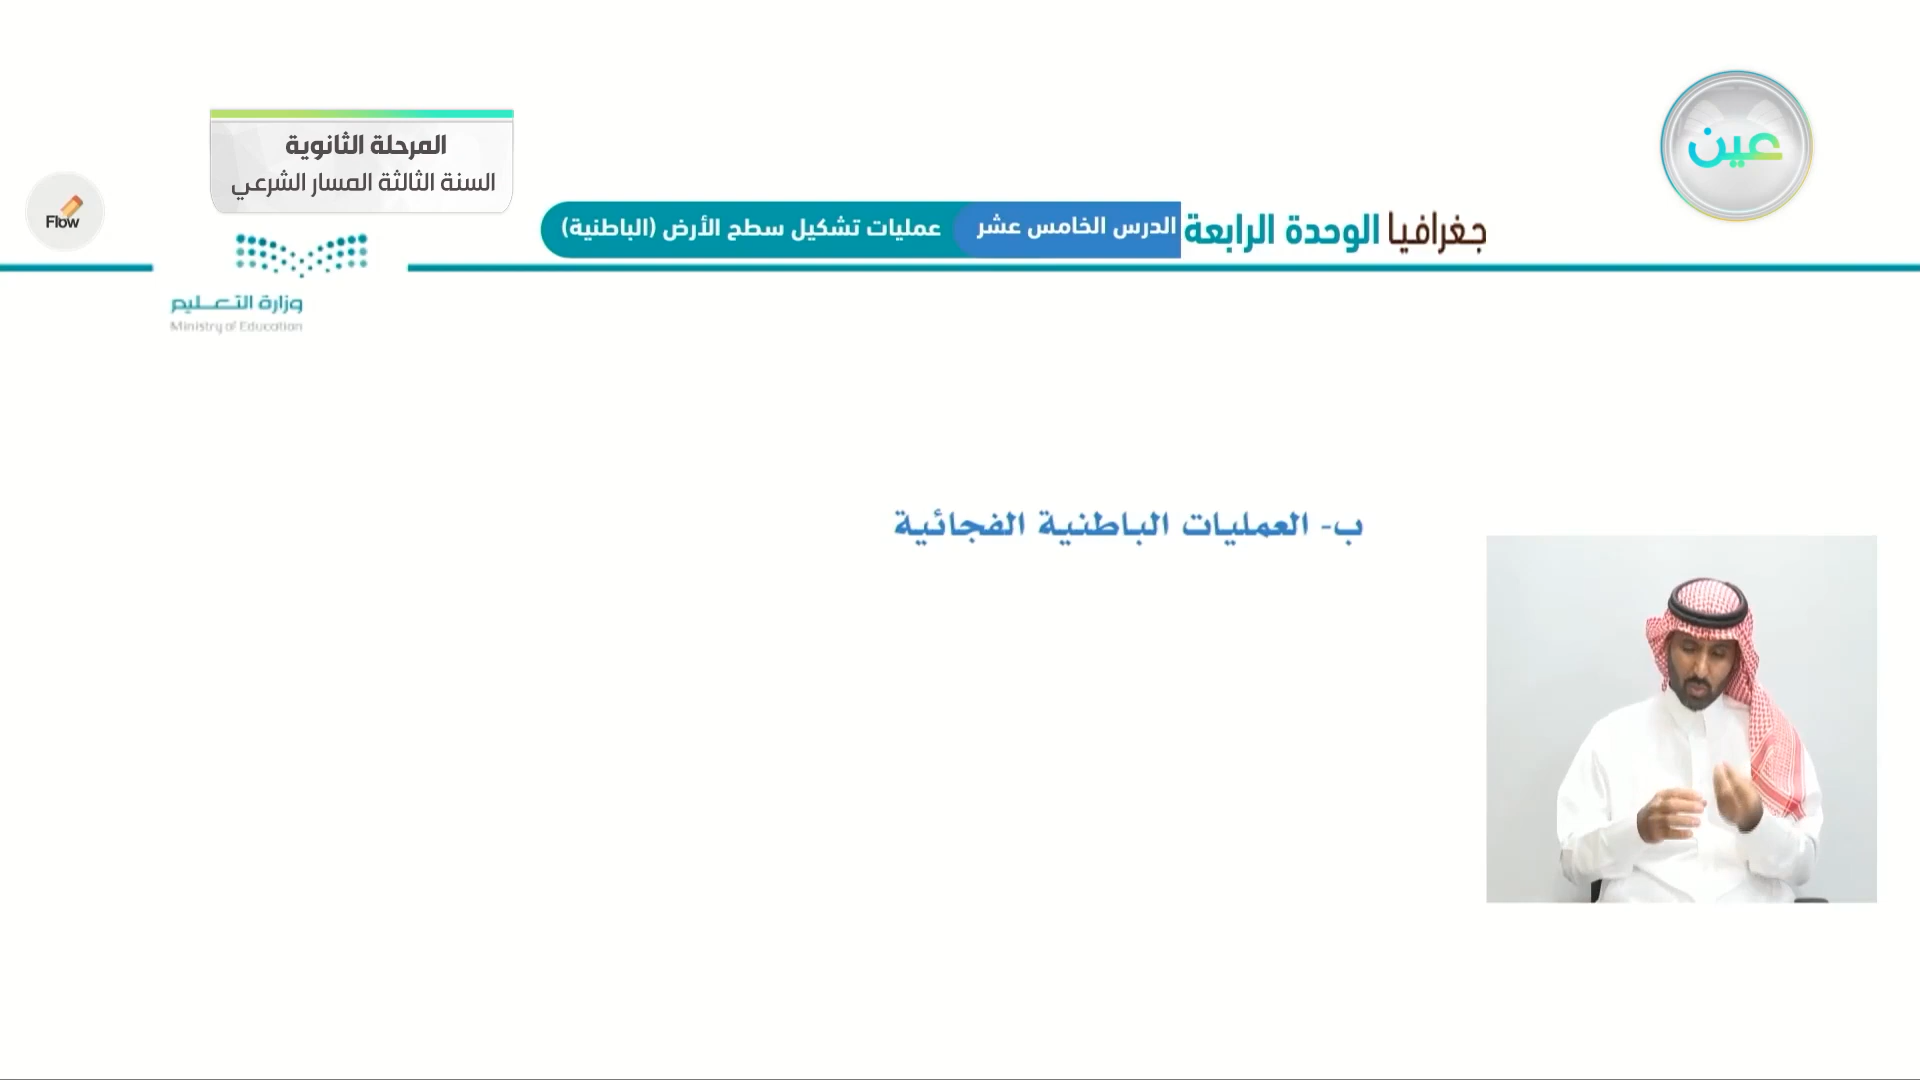 عين
المرحلة الثانوية
السنة الثالثة المسار الشرعي
Flow
جغرافيا الوحدة الرابعة الدرس الخامس عشر عمليات تشكيل سطح الأرض (الباطنية)
وزارة التعليم
Ministry of Education
ب- العمليات الباطنية الفجائية